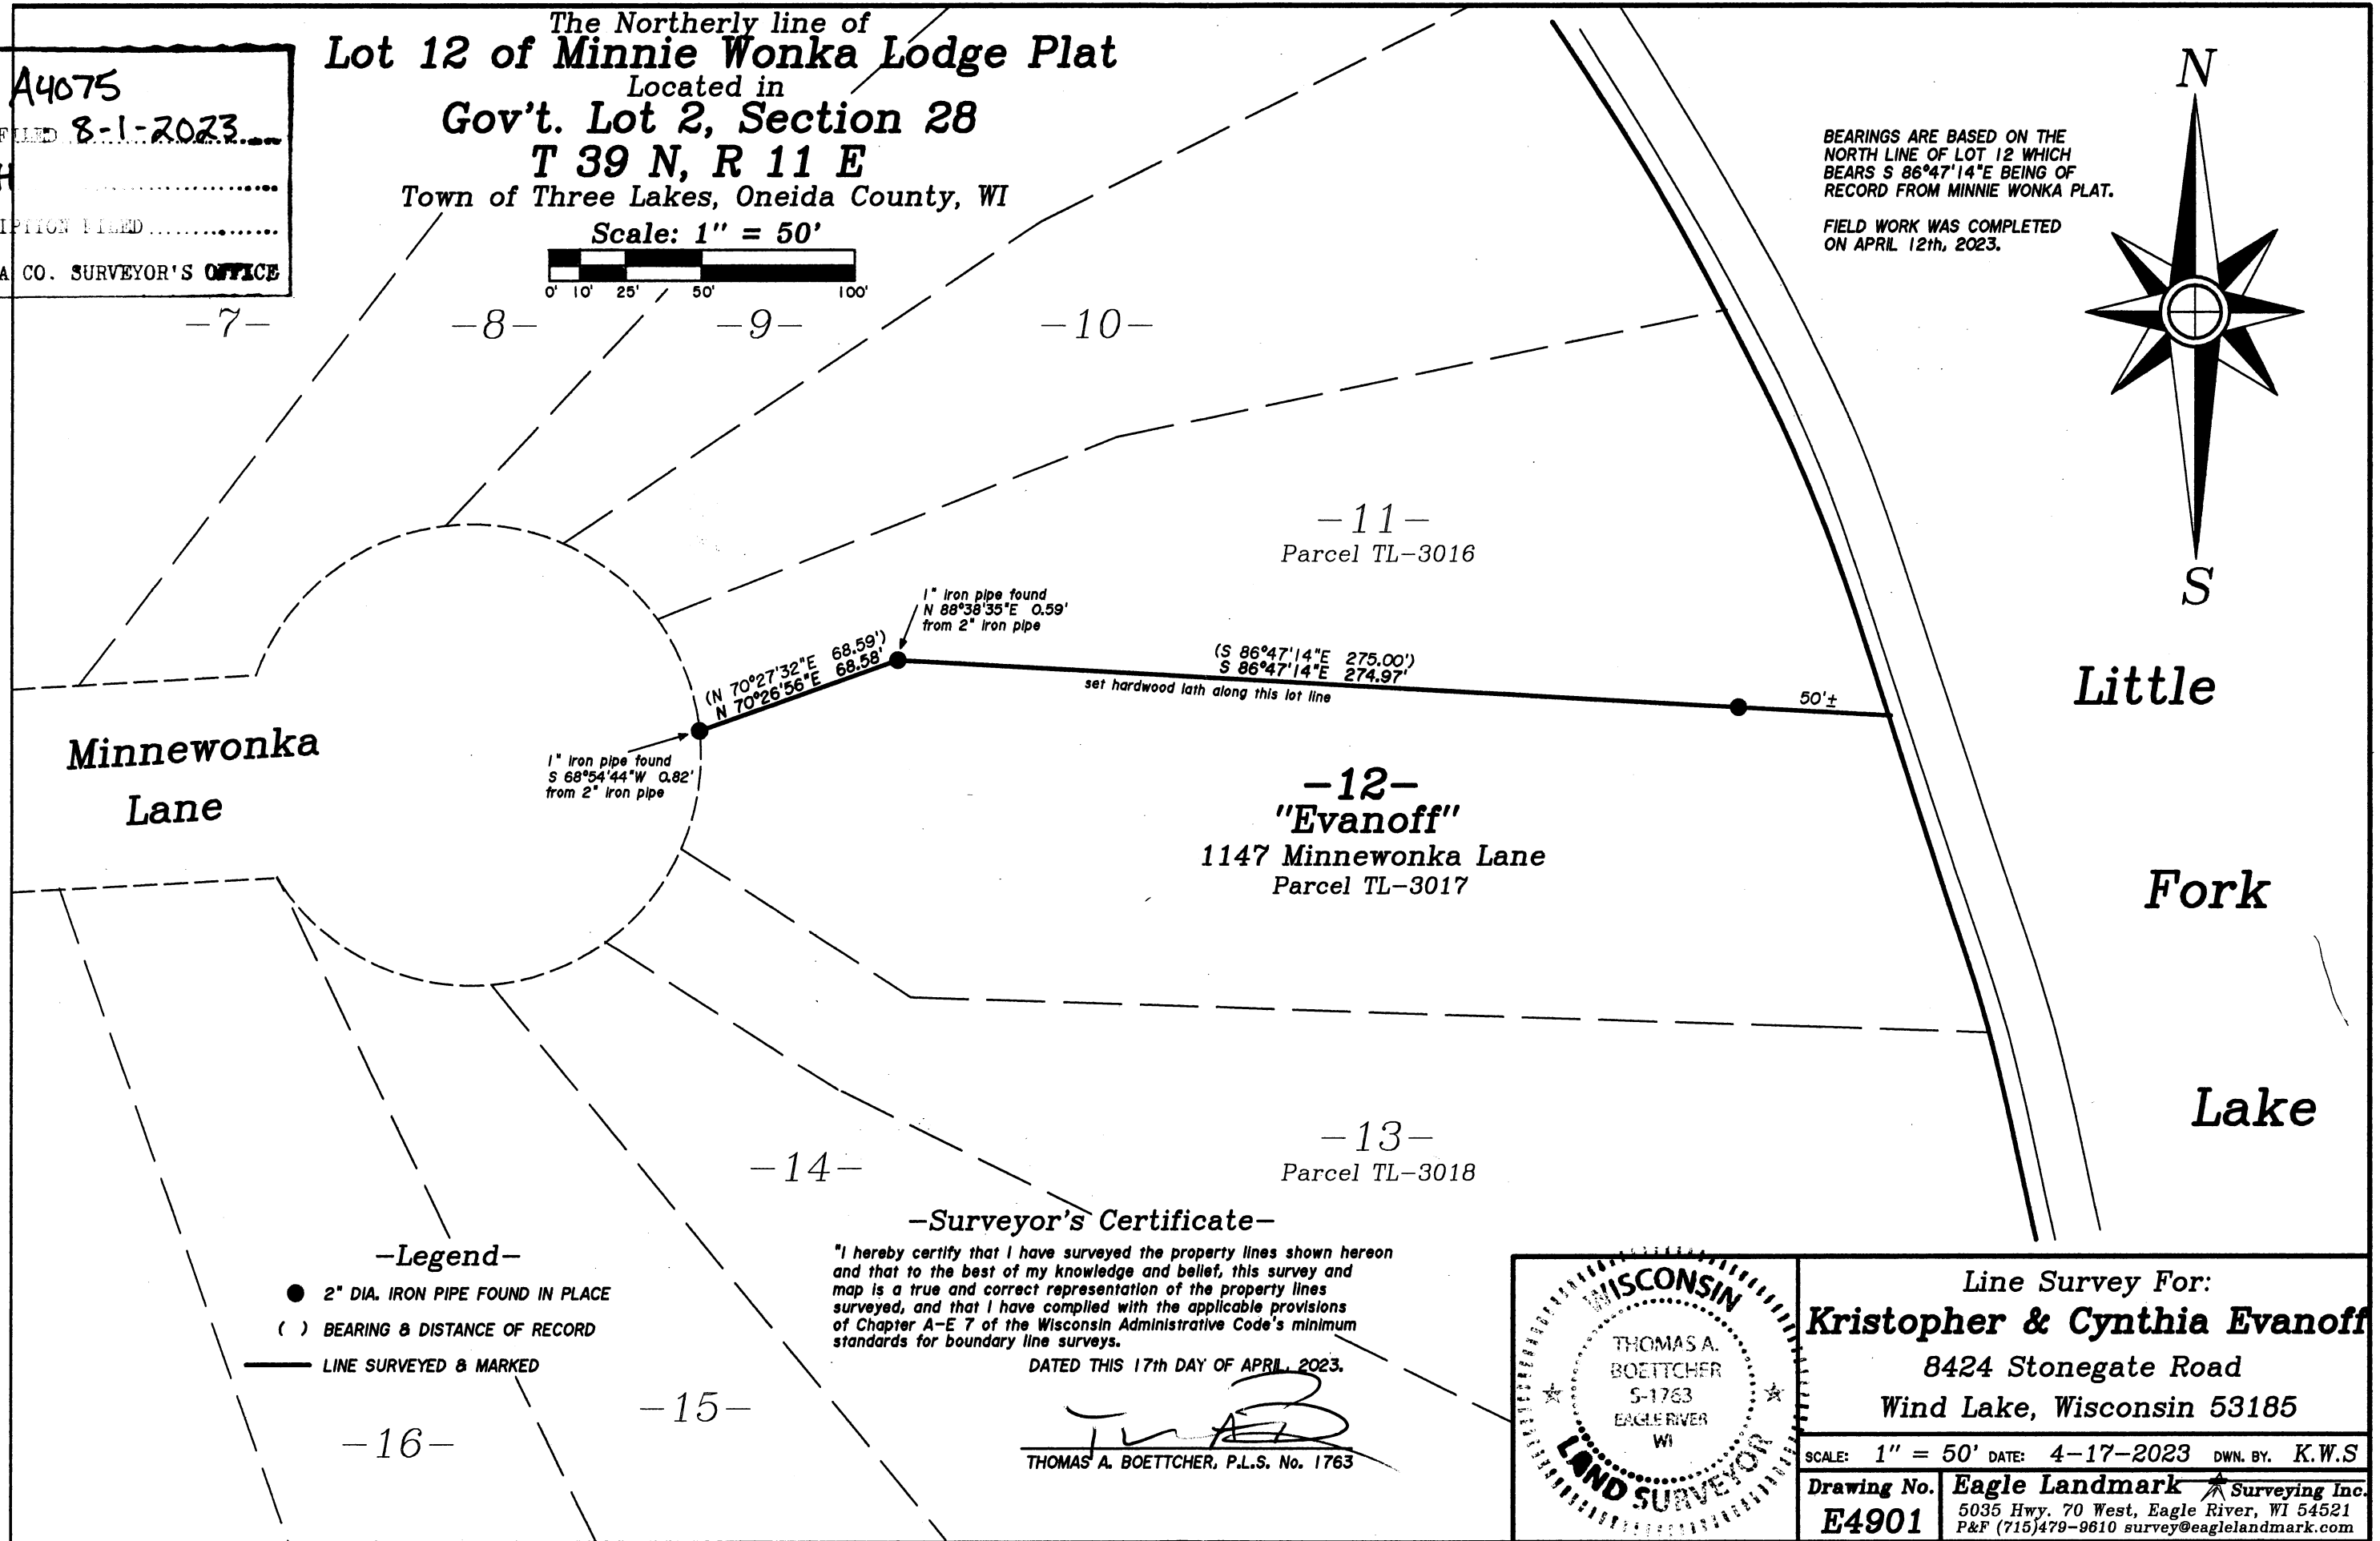 The Northerly line of
Lot 12 of Minnie Wonka Lodge Plat
Located in
Gov't. Lot 2, Section 28
T 39 N, R 11 E
Town of Three Lakes, Oneida County, WI
Scale: 1" = 50'
0' 10' 25' 50' 100'
A4075
FILED 8-1-2023
H
FILED
A CO. SURVEYOR'S OFFICE
BEARINGS ARE BASED ON THE
NORTH LINE OF LOT 12 WHICH
BEARS S 86°47'14"E BEING OF
RECORD FROM MINNIE WONKA PLAT.
FIELD WORK WAS COMPLETED
ON APRIL 12th, 2023.
N
S
-7-
-8-
-9-
-10-
-11-
Parcel TL-3016
1" iron pipe found
N 88°38'35"E 0.59'
from 2" iron pipe
(N 70°27'32"E 68.59')
N 70°26'56"E 68.58'
(S 86°47'14"E 275.00')
S 86°47'14"E 274.97'
set hardwood lath along this lot line
50'±
1" iron pipe found
S 68°54'44"W 0.82'
from 2" iron pipe
Minnewonka
Lane
Little
Fork
Lake
-12-
"Evanoff"
1147 Minnewonka Lane
Parcel TL-3017
-13-
Parcel TL-3018
-14-
-15-
-16-
-Legend-
2" DIA. IRON PIPE FOUND IN PLACE
( ) BEARING & DISTANCE OF RECORD
LINE SURVEYED & MARKED
-Surveyor's Certificate-
"I hereby certify that I have surveyed the property lines shown hereon
and that to the best of my knowledge and belief, this survey and
map is a true and correct representation of the property lines
surveyed, and that I have complied with the applicable provisions
of Chapter A-E 7 of the Wisconsin Administrative Code's minimum
standards for boundary line surveys.
DATED THIS 17th DAY OF APRIL, 2023.
THOMAS A. BOETTCHER, P.L.S. No. 1763
WISCONSIN
THOMAS A.
BOETTCHER
S-1763
EAGLE RIVER
WI
LAND SURVEYOR
Line Survey For:
Kristopher & Cynthia Evanoff
8424 Stonegate Road
Wind Lake, Wisconsin 53185
SCALE: 1" = 50' DATE: 4-17-2023 DWN. BY. K.W.S
Drawing No.
E4901
Eagle Landmark Surveying Inc.
5035 Hwy. 70 West, Eagle River, WI 54521
P&F (715)479-9610 survey@eaglelandmark.com